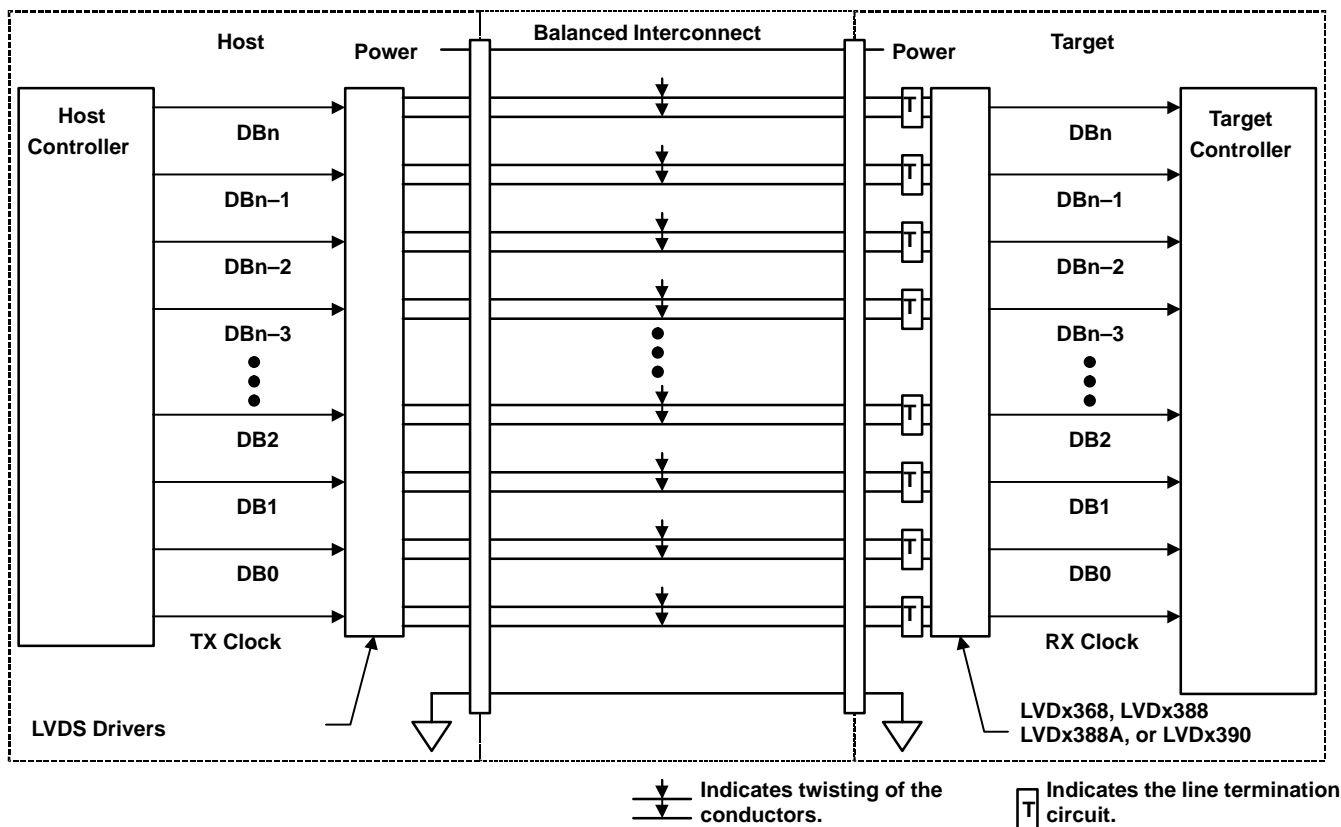 Host
Power
Balanced Interconnect
Power
Target
Host
Controller
DBn
DBn–1
DBn–2
DBn–3
DB2
DB1
DB0
TX Clock
T
T
T
T
T
T
T
T
DBn
DBn–1
DBn–2
DBn–3
DB2
DB1
DB0
RX Clock
Target
Controller
LVDS Drivers
LVDx368, LVDx388
LVDx388A, or LVDx390
Indicates twisting of the
conductors.
T
Indicates the line termination
circuit.